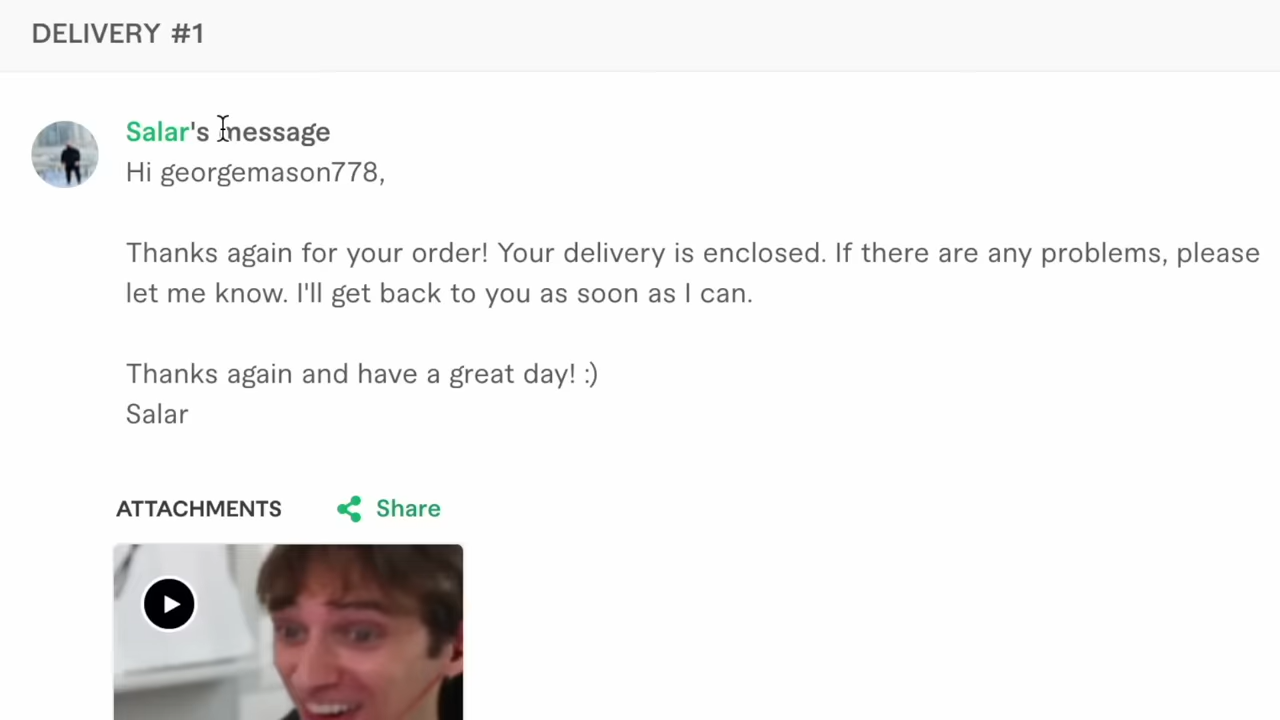 DELIVERY #1
Salar's message
Hi georgemason778,
Thanks again for your order! Your delivery is enclosed. If there are any problems, please
let me know. I'll get back to you as soon as I can.
Thanks again and have a great day! :)
Salar
ATTACHMENTS Share